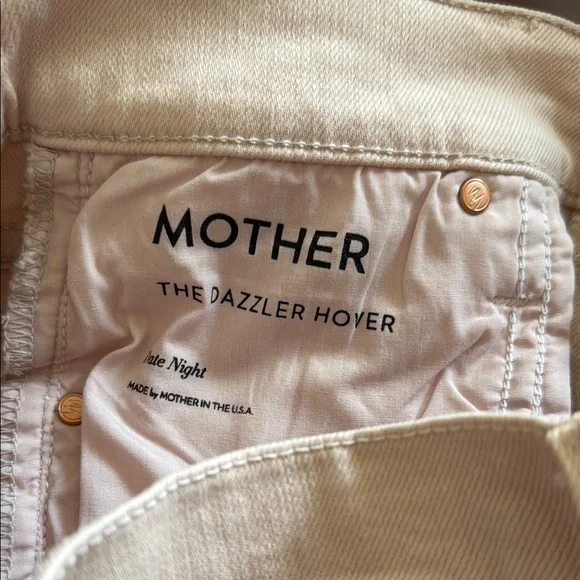 MOTHER
THE DAZZLER HOVER
Date Night
MADE by MOTHER IN THE U.S.A.